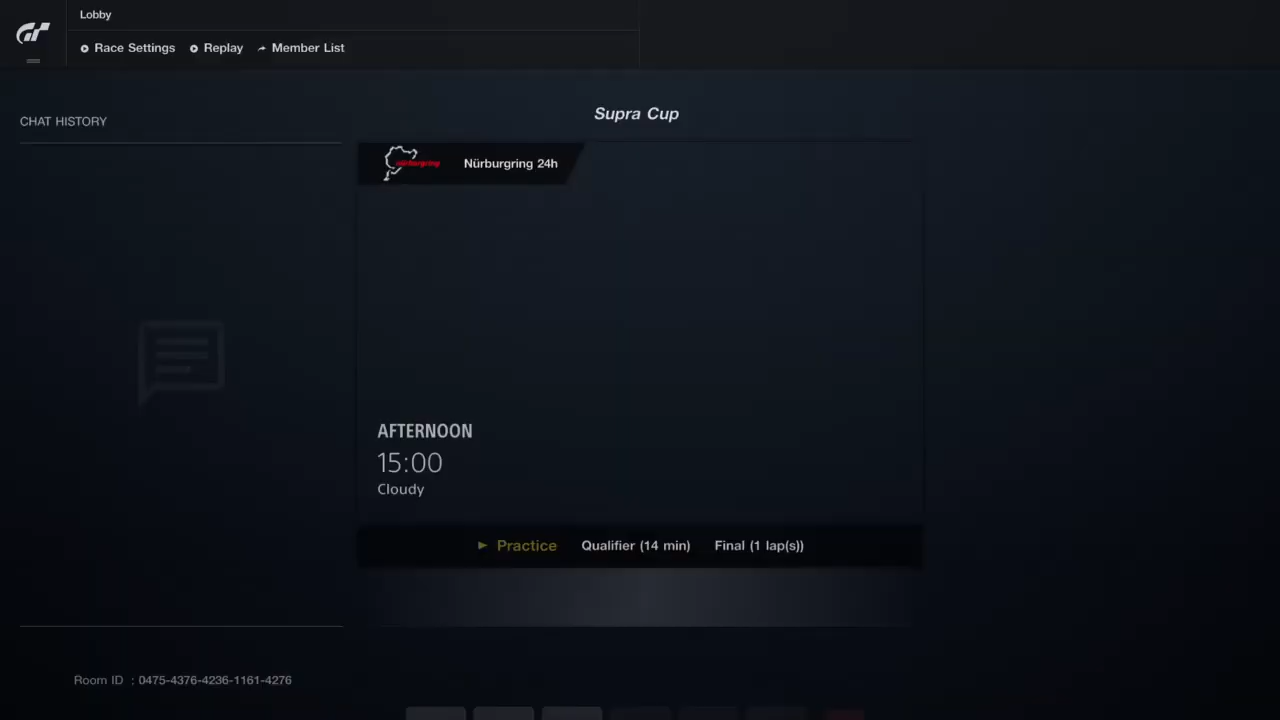 Lobby
Race Settings Replay Member List
CHAT HISTORY
Supra Cup
nürburgring Nürburgring 24h
AFTERNOON
15:00
Cloudy
Practice Qualifier (14 min) Final (1 lap(s))
Room ID : 0475-4376-4236-1161-4276